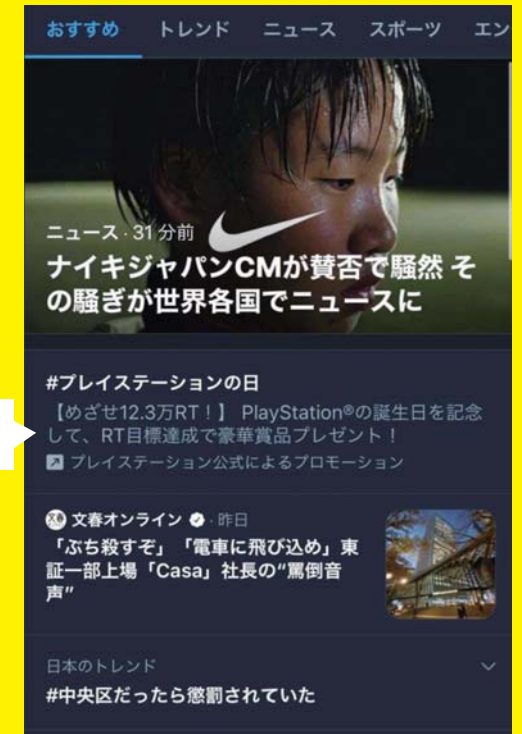 おすすめ トレンド ニュース スポーツ エン
ニュース · 31 分前
ナイキジャパンCMが賛否で騒然 そ
の騒ぎが世界各国でニュースに
#プレイステーションの日
【めざせ12.3万RT！】 PlayStation®の誕生日を記念
して、RT目標達成で豪華賞品プレゼント！
プレイステーション公式によるプロモーション
文春オンライン · 昨日
「ぶち殺すぞ」「電車に飛び込め」東
証一部上場「Casa」社長の“罵倒音
声”
日本のトレンド
#中央区だったら懲罰されていた